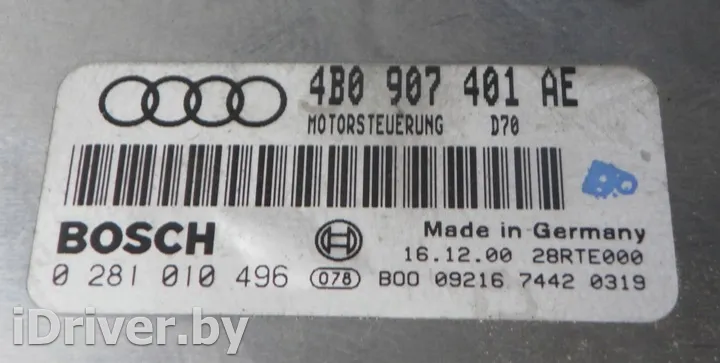 4B0 907 401 AE
MOTORSTEUERUNG D70
BOSCH
Made in Germany
16.12.00 28RTE000
0 281 010 496 078 B00 09216 7442 0319
iDriver.by